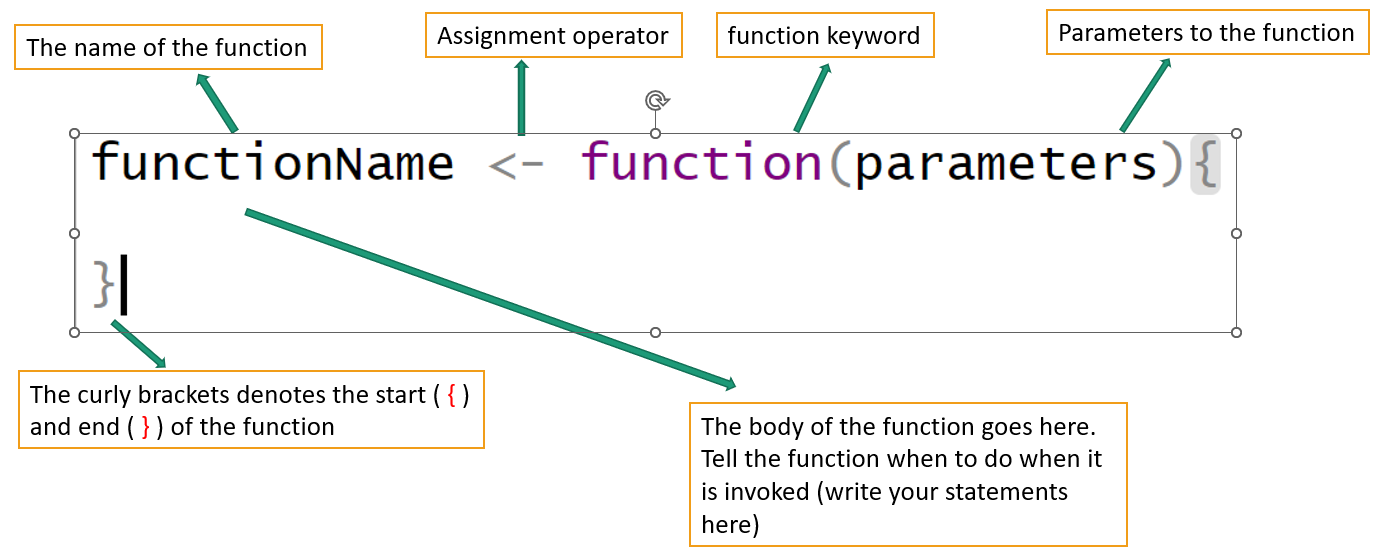 The name of the function
Assignment operator
function keyword
Parameters to the function
functionName <- function(parameters){
}
The curly brackets denotes the start ( { )
and end ( } ) of the function
The body of the function goes here.
Tell the function when to do when it
is invoked (write your statements
here)